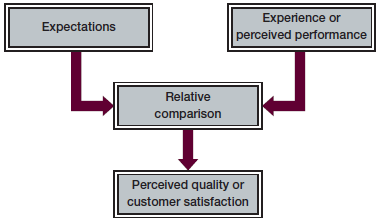 Expectations
Experience or
perceived performance
Relative
comparison
Perceived quality or
customer satisfaction